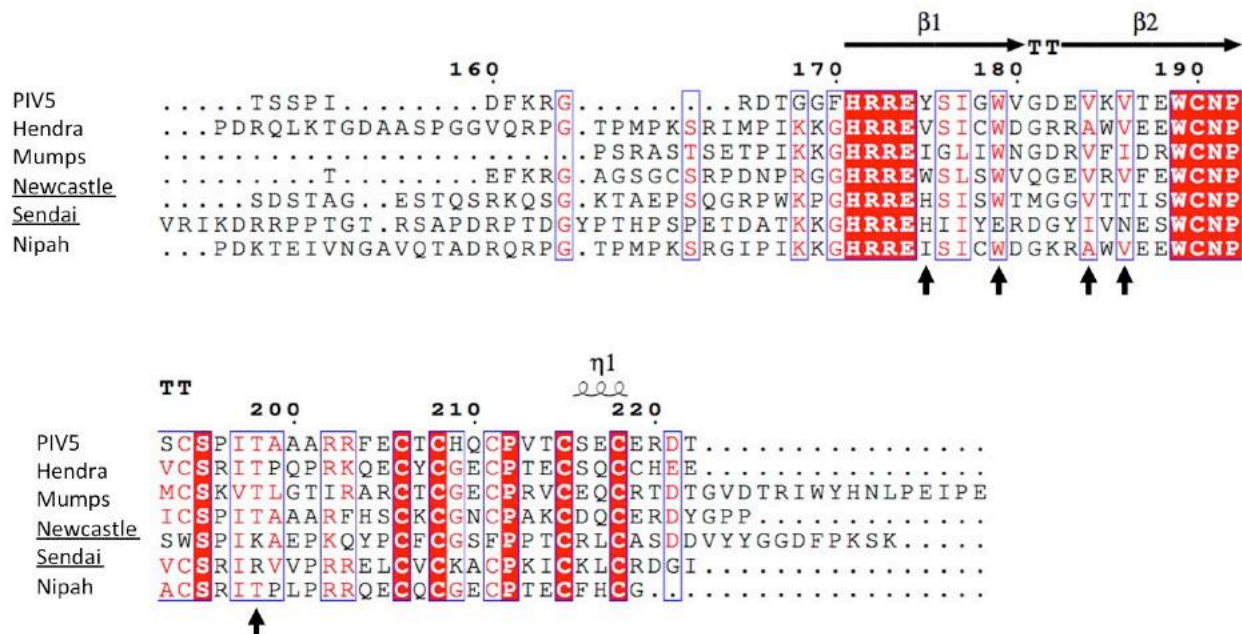 β1 TT β2
160 170 180 190
PIV5 .....TSSPI.........DFKRG.........RDTGGFHRREYSIGWVGDEVKVTEWCNP
Hendra ...PDRQLKTGDAASPGGVQRPG.TPMPKSRIMPIKKGHRREVSICWDGRRAWVEEWCNP
Mumps ........................PSRASTSETPIKKGHRREIGLIWNGDRVFIDRWCNP
Newcastle .........T.........EFKRG.AGSGCSRPDNPRGGHRREWSLSWVQGEVRVFEWCNP
.....SDSTAG..ESTQSRKQSG.KTAEPSQGRPWKPGHRREHSISWTMGGVTTISWCNP
Sendai VRIKDRRPPTGT.RSAPDRPTDGYPTHPSPETDATKKGHRREHIIYERDGYIVNESWCNP
Nipah ...PDKTEIVNGAVQTADRQRPG.TPMPKSRGIPIKKGHRREISICWDGKRAWVEEWCNP
TT η1
200 210 220
PIV5 SCSPITAAARRFECTCHQCPVTCSECERDT................
Hendra VCSRITPQPRKQECYCGECPTECSQCCHEE................
Mumps MCSKVTLGTIRARCTCGECPRVCEQCRTDTGVDTRIWYHNLPEIPE
Newcastle ICSPITAAARFHSCKCGNCPAKCDQCERDYGPP.............
SWSPIKAEPKQYPCFCGSFPPTCRLCASDDVYYGGDFPKSK.....
Sendai VCSRIRVVPRRELCVCKACPKICKLCRDGI................
Nipah ACSRITPLPRRQECQCGECPTECFHCG...................